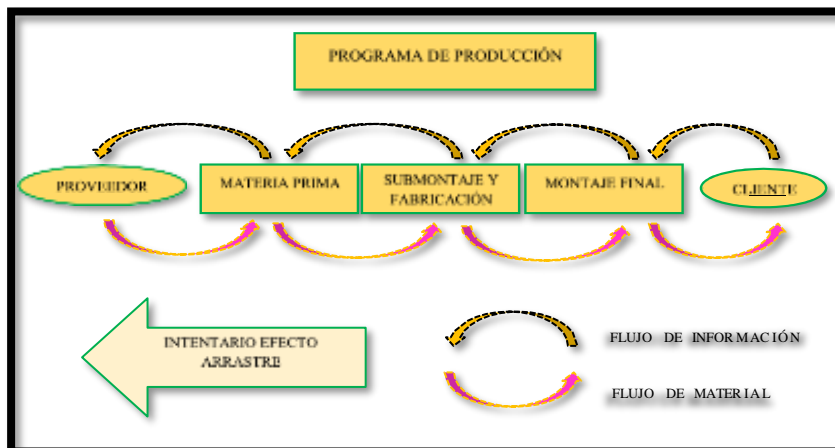 PROGRAMA DE PRODUCCIÓN
PROVEEDOR
MATERIA PRIMA
SUBMONTAJE Y
FABRICACIÓN
MONTAJE FINAL
CLIENTE
INTENTARIO EFECTO
ARRASTRE
FLUJO DE INFORMACIÓN
FLUJO DE MATERIAL